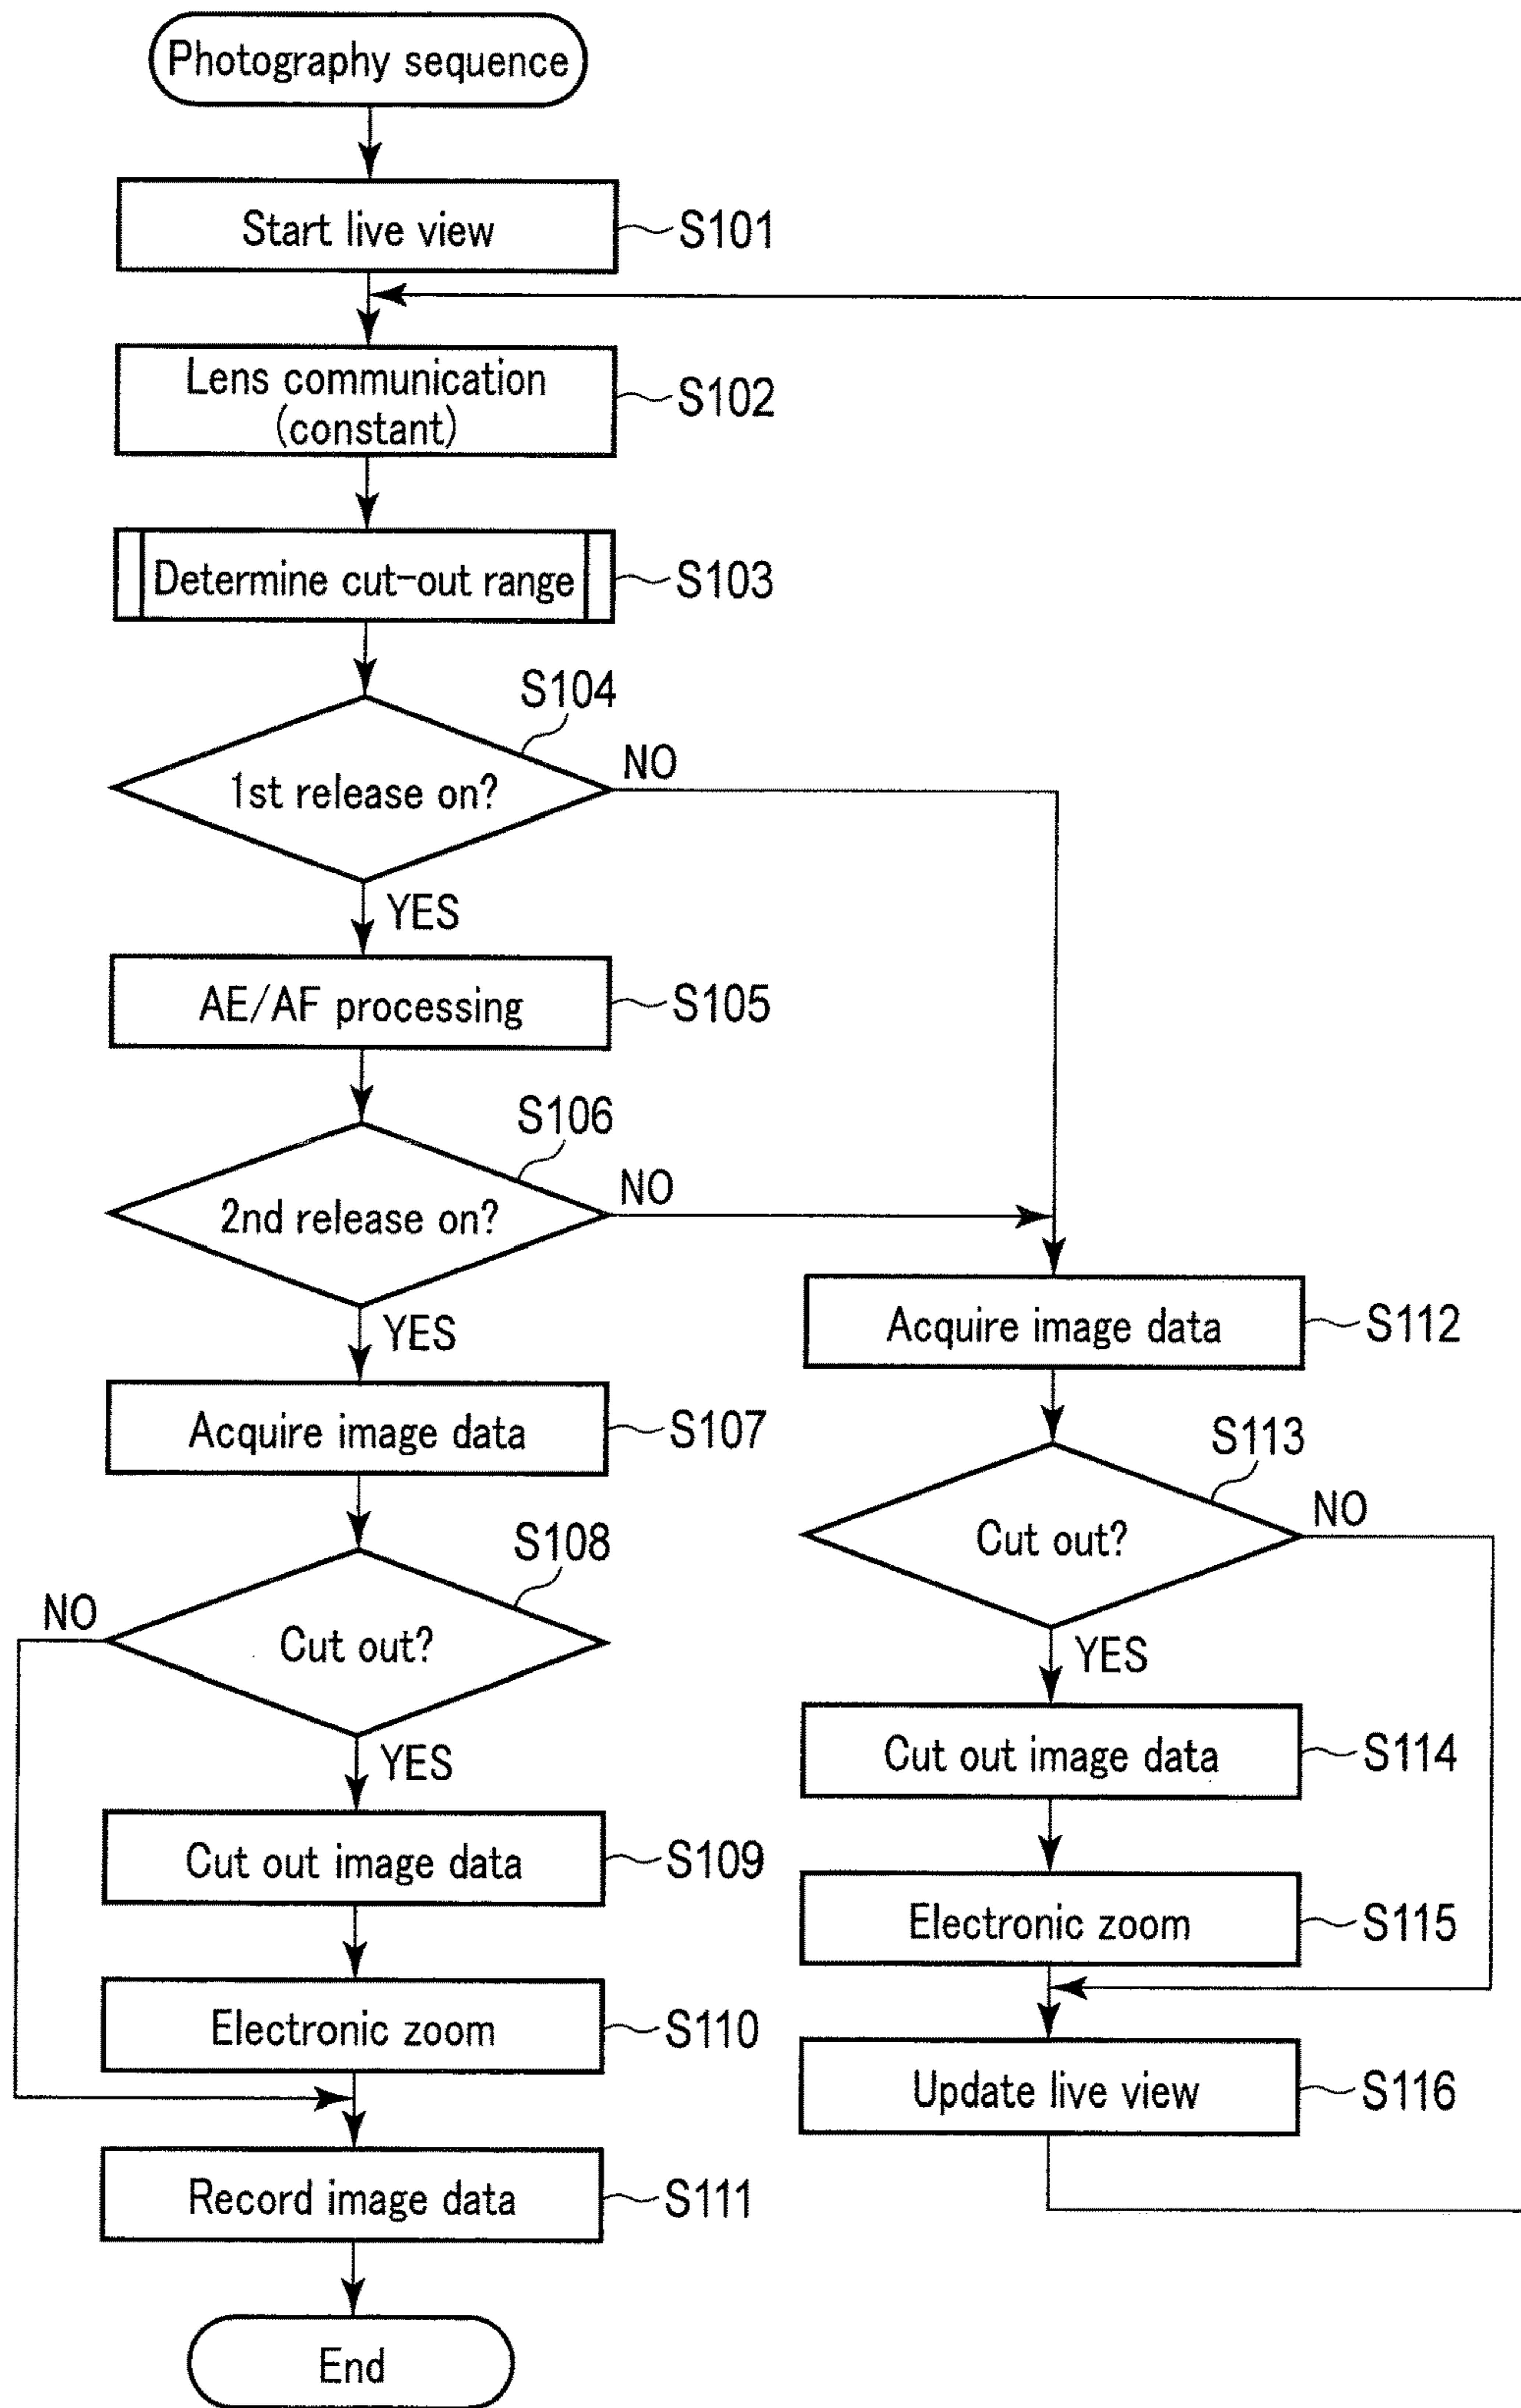 Photography sequence
Start live view
S101
Lens communication
(constant)
S102
Determine cut-out range
S103
S104
1st release on?
NO
YES
AE/AF processing
S105
S106
2nd release on?
NO
YES
Acquire image data
S107
S108
NO
Cut out?
YES
Cut out image data
S109
Electronic zoom
S110
Record image data
S111
End
Acquire image data
S112
S113
Cut out?
NO
YES
Cut out image data
S114
Electronic zoom
S115
Update live view
S116